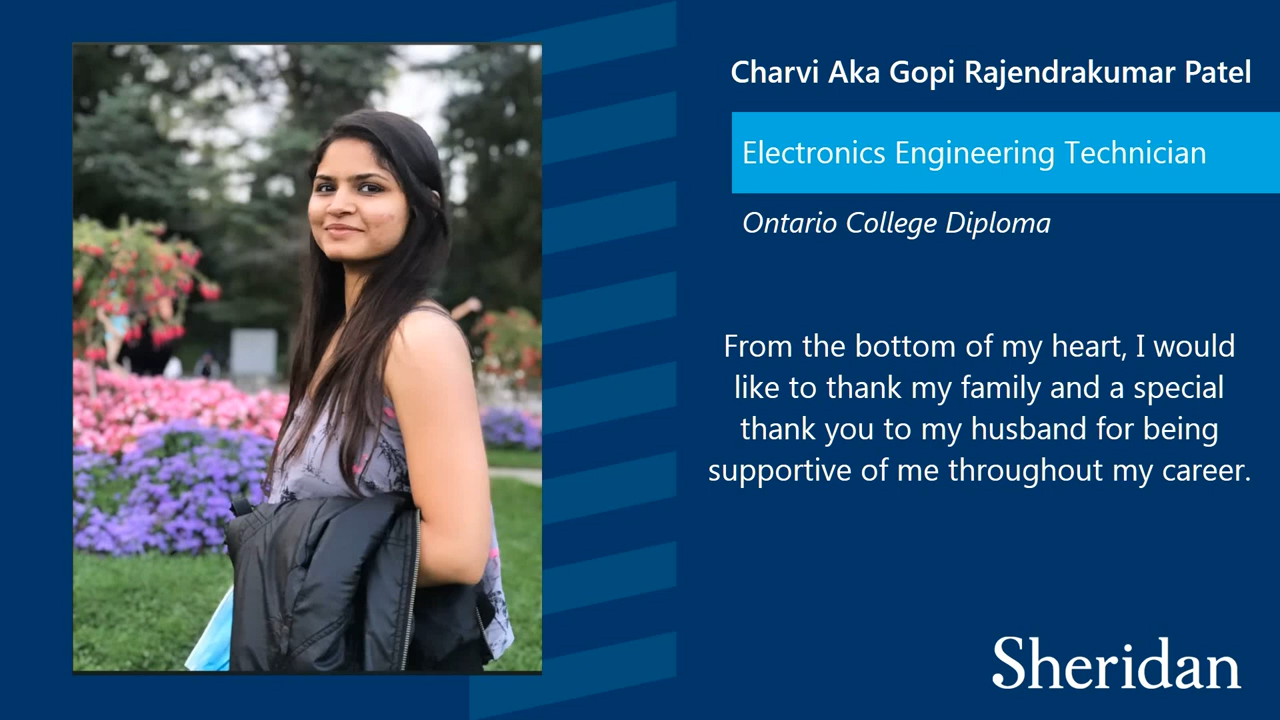 Charvi Aka Gopi Rajendrakumar Patel
Electronics Engineering Technician
Ontario College Diploma
From the bottom of my heart, I would
like to thank my family and a special
thank you to my husband for being
supportive of me throughout my career.
Sheridan